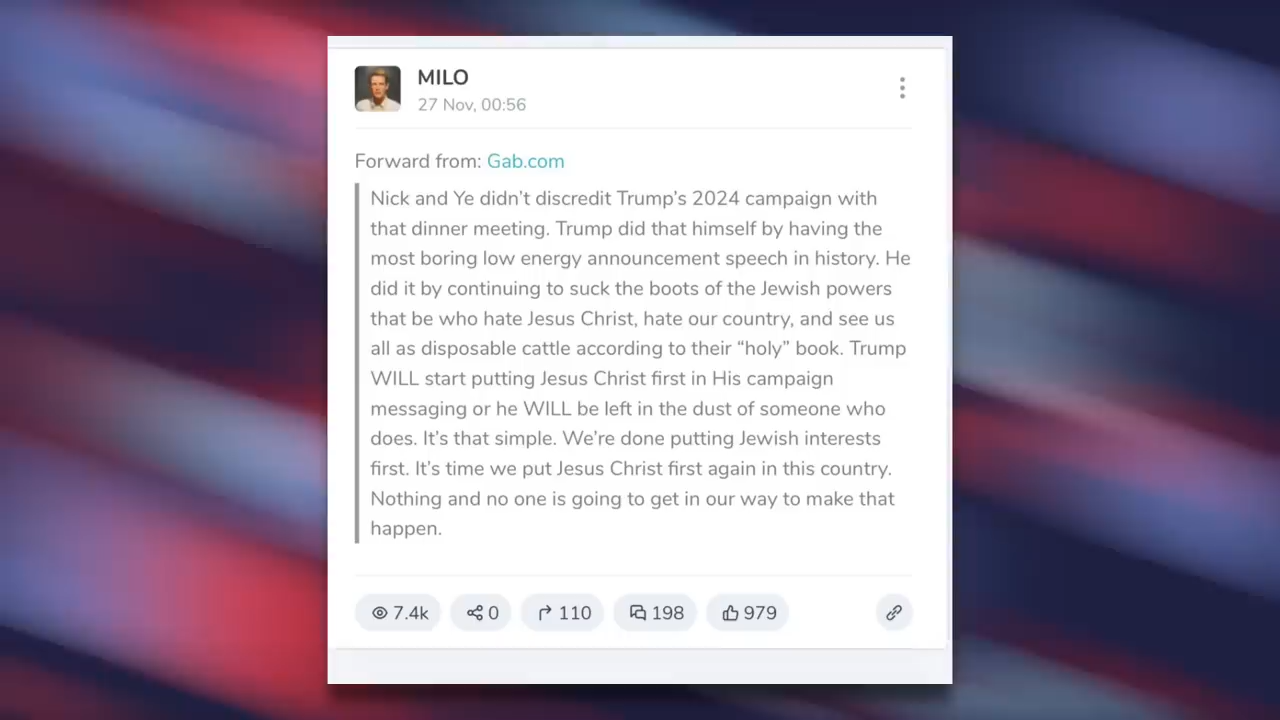 MILO
27 Nov, 00:56
Forward from: Gab.com
Nick and Ye didn’t discredit Trump’s 2024 campaign with
that dinner meeting. Trump did that himself by having the
most boring low energy announcement speech in history. He
did it by continuing to suck the boots of the Jewish powers
that be who hate Jesus Christ, hate our country, and see us
all as disposable cattle according to their “holy” book. Trump
WILL start putting Jesus Christ first in His campaign
messaging or he WILL be left in the dust of someone who
does. It’s that simple. We’re done putting Jewish interests
first. It’s time we put Jesus Christ first again in this country.
Nothing and no one is going to get in our way to make that
happen.
7.4k 0 110 198 979